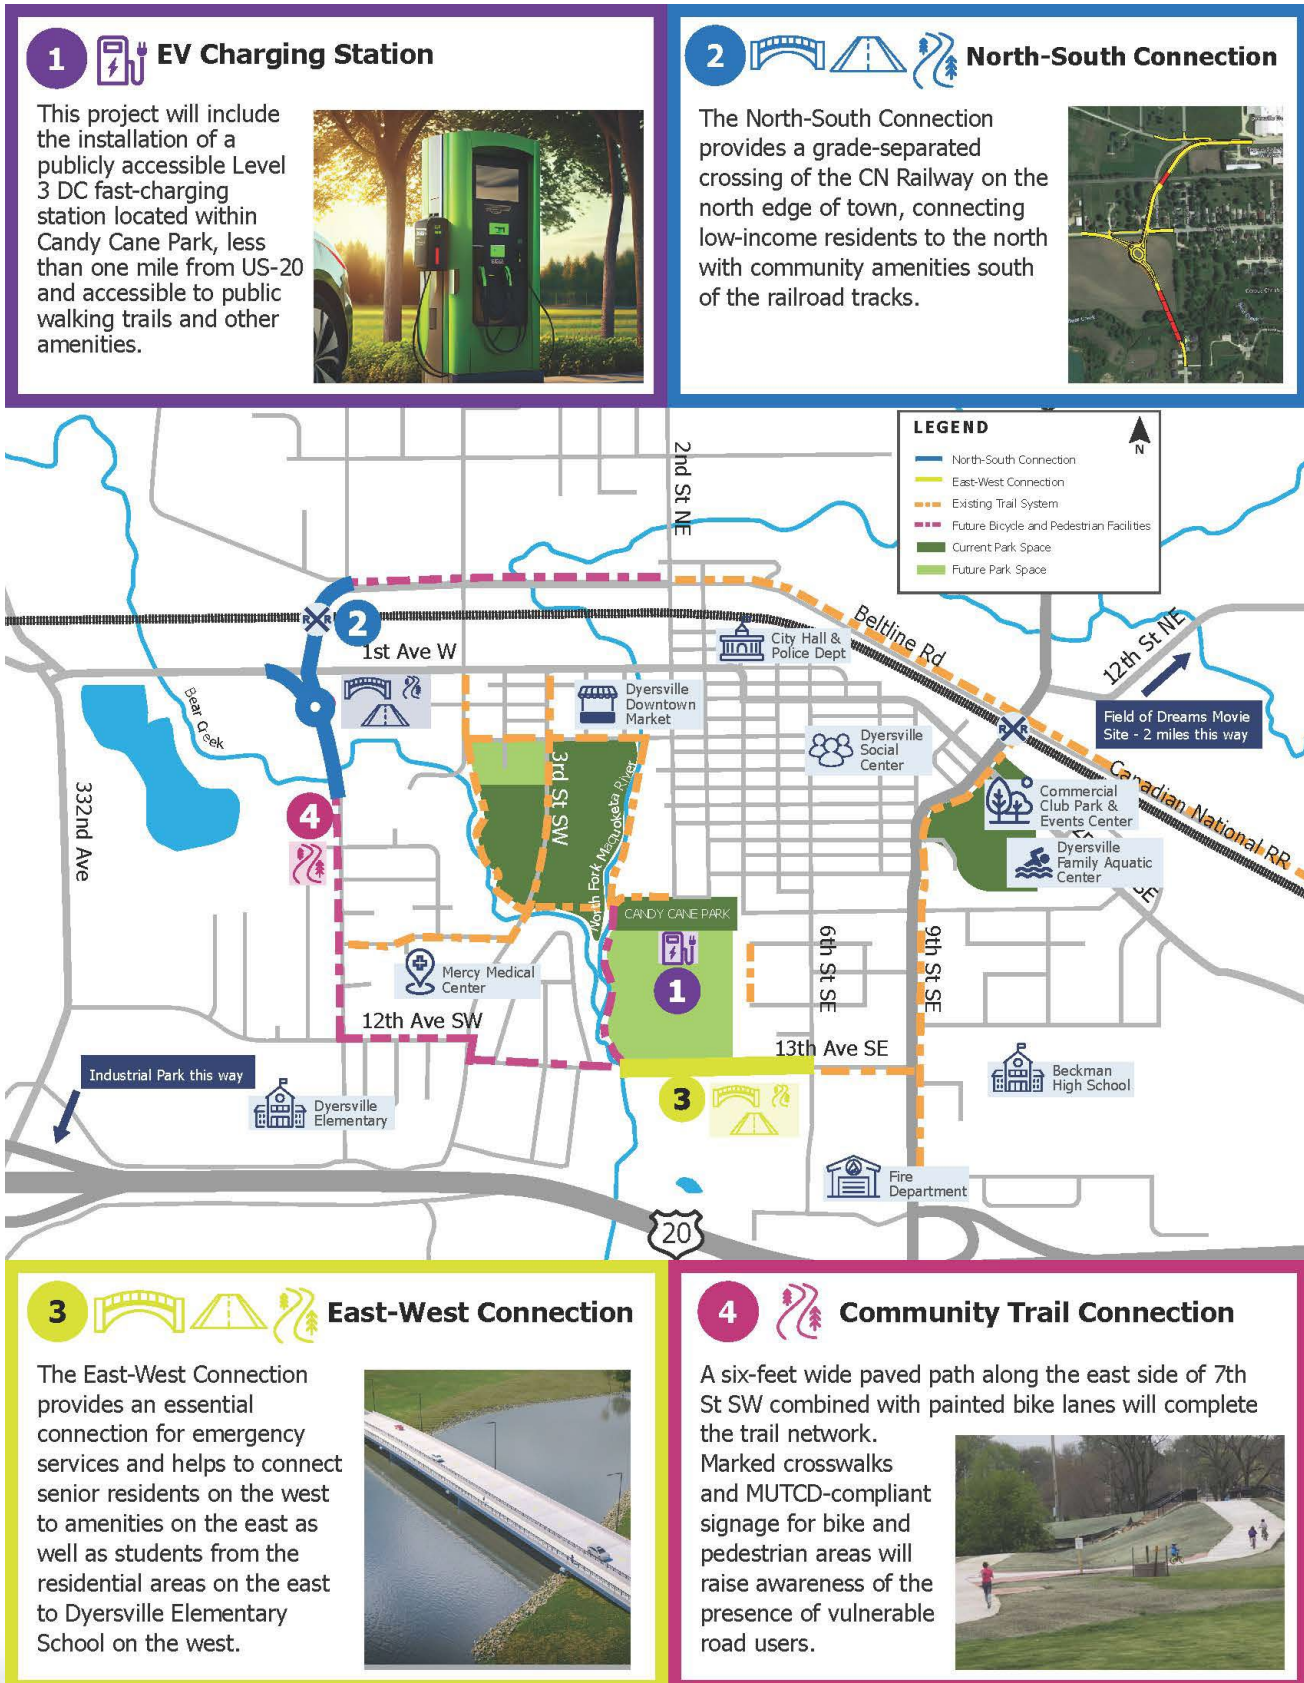 1 EV Charging Station
This project will include
the installation of a
publicly accessible Level
3 DC fast-charging
station located within
Candy Cane Park, less
than one mile from US-20
and accessible to public
walking trails and other
amenities.
2 North-South Connection
The North-South Connection
provides a grade-separated
crossing of the CN Railway on the
north edge of town, connecting
low-income residents to the north
with community amenities south
of the railroad tracks.
LEGEND
N
North-South Connection
East-West Connection
Existing Trail System
Future Bicycle and Pedestrian Facilities
Current Park Space
Future Park Space
2nd St NE
R R
2
1st Ave W
City Hall &
Police Dept
Beltline Rd
12th St NE
Field of Dreams Movie
Site - 2 miles this way
Bear Creek
Dyersville
Downtown
Market
Dyersville
Social
Center
R R
Canadian National RR
332nd Ave
4
3rd St SW
North Fork Maquoketa River
Commercial
Club Park &
Events Center
Dyersville
Family Aquatic
Center
SE
CANDY CANE PARK
1
6th St SE
9th St SE
Mercy Medical
Center
12th Ave SW
13th Ave SE
Industrial Park this way
Dyersville
Elementary
3
Beckman
High School
Fire
Department
20
3 East-West Connection
The East-West Connection
provides an essential
connection for emergency
services and helps to connect
senior residents on the west
to amenities on the east as
well as students from the
residential areas on the east
to Dyersville Elementary
School on the west.
4 Community Trail Connection
A six-feet wide paved path along the east side of 7th
St SW combined with painted bike lanes will complete
the trail network.
Marked crosswalks
and MUTCD-compliant
signage for bike and
pedestrian areas will
raise awareness of the
presence of vulnerable
road users.